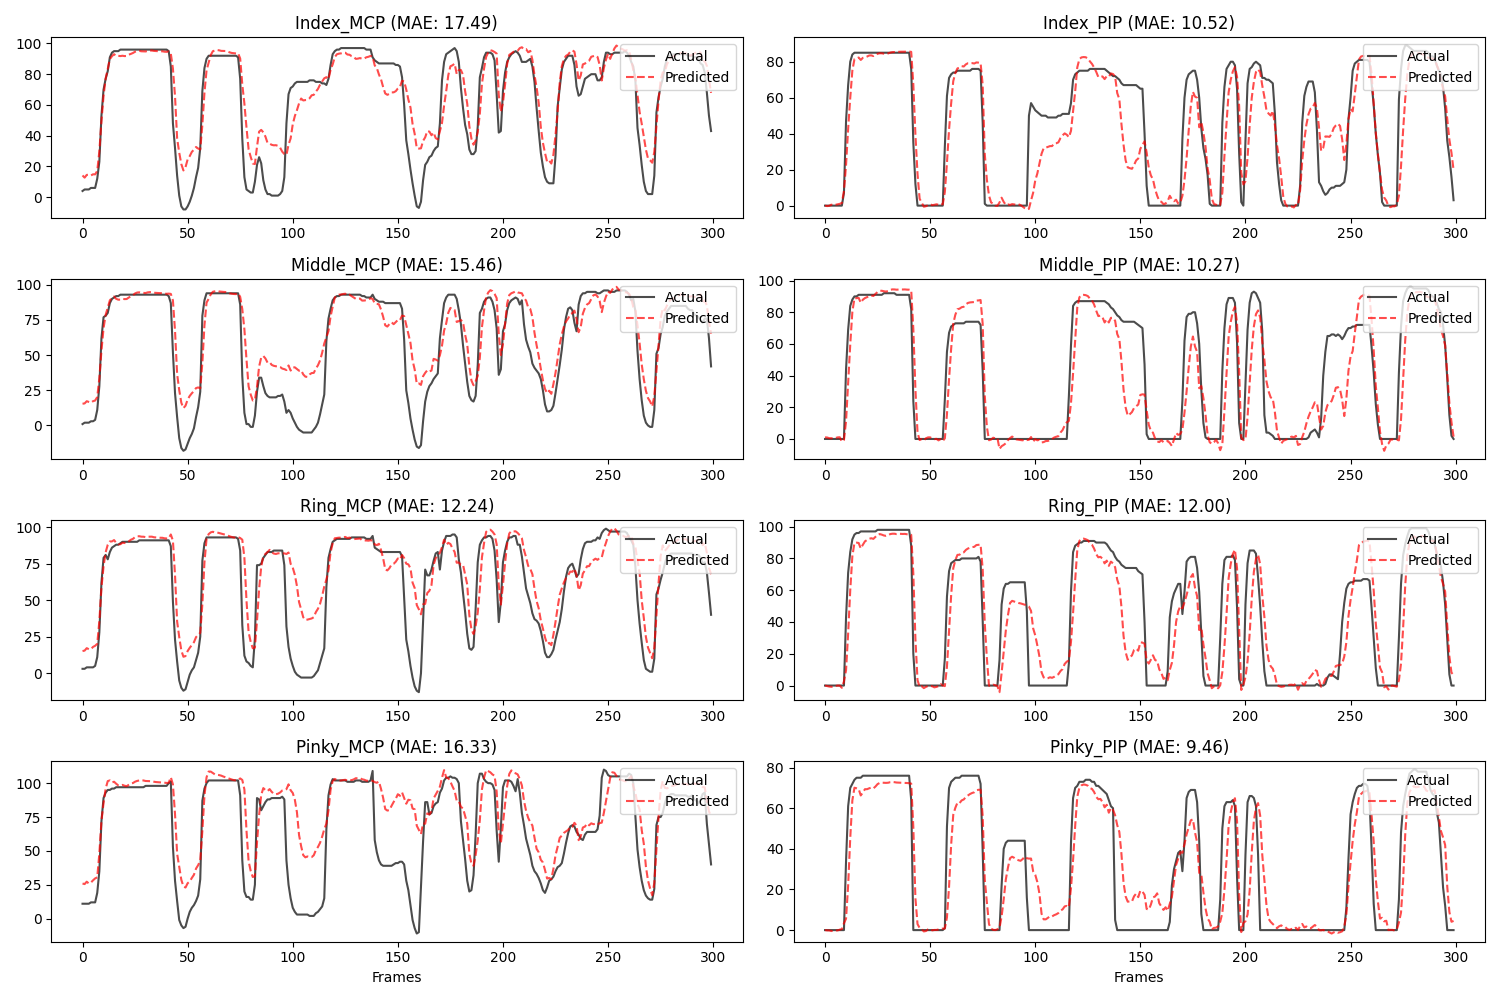 Index_MCP (MAE: 17.49)
100
80
60
40
20
0
0 50 100 150 200 250 300
Actual
Predicted
Index_PIP (MAE: 10.52)
80
60
40
20
0
0 50 100 150 200 250 300
Actual
Predicted
Middle_MCP (MAE: 15.46)
100
75
50
25
0
0 50 100 150 200 250 300
Actual
Predicted
Middle_PIP (MAE: 10.27)
100
80
60
40
20
0
0 50 100 150 200 250 300
Actual
Predicted
Ring_MCP (MAE: 12.24)
100
75
50
25
0
0 50 100 150 200 250 300
Actual
Predicted
Ring_PIP (MAE: 12.00)
100
80
60
40
20
0
0 50 100 150 200 250 300
Actual
Predicted
Pinky_MCP (MAE: 16.33)
100
75
50
25
0
0 50 100 150 200 250 300
Frames
Actual
Predicted
Pinky_PIP (MAE: 9.46)
80
60
40
20
0
0 50 100 150 200 250 300
Frames
Actual
Predicted